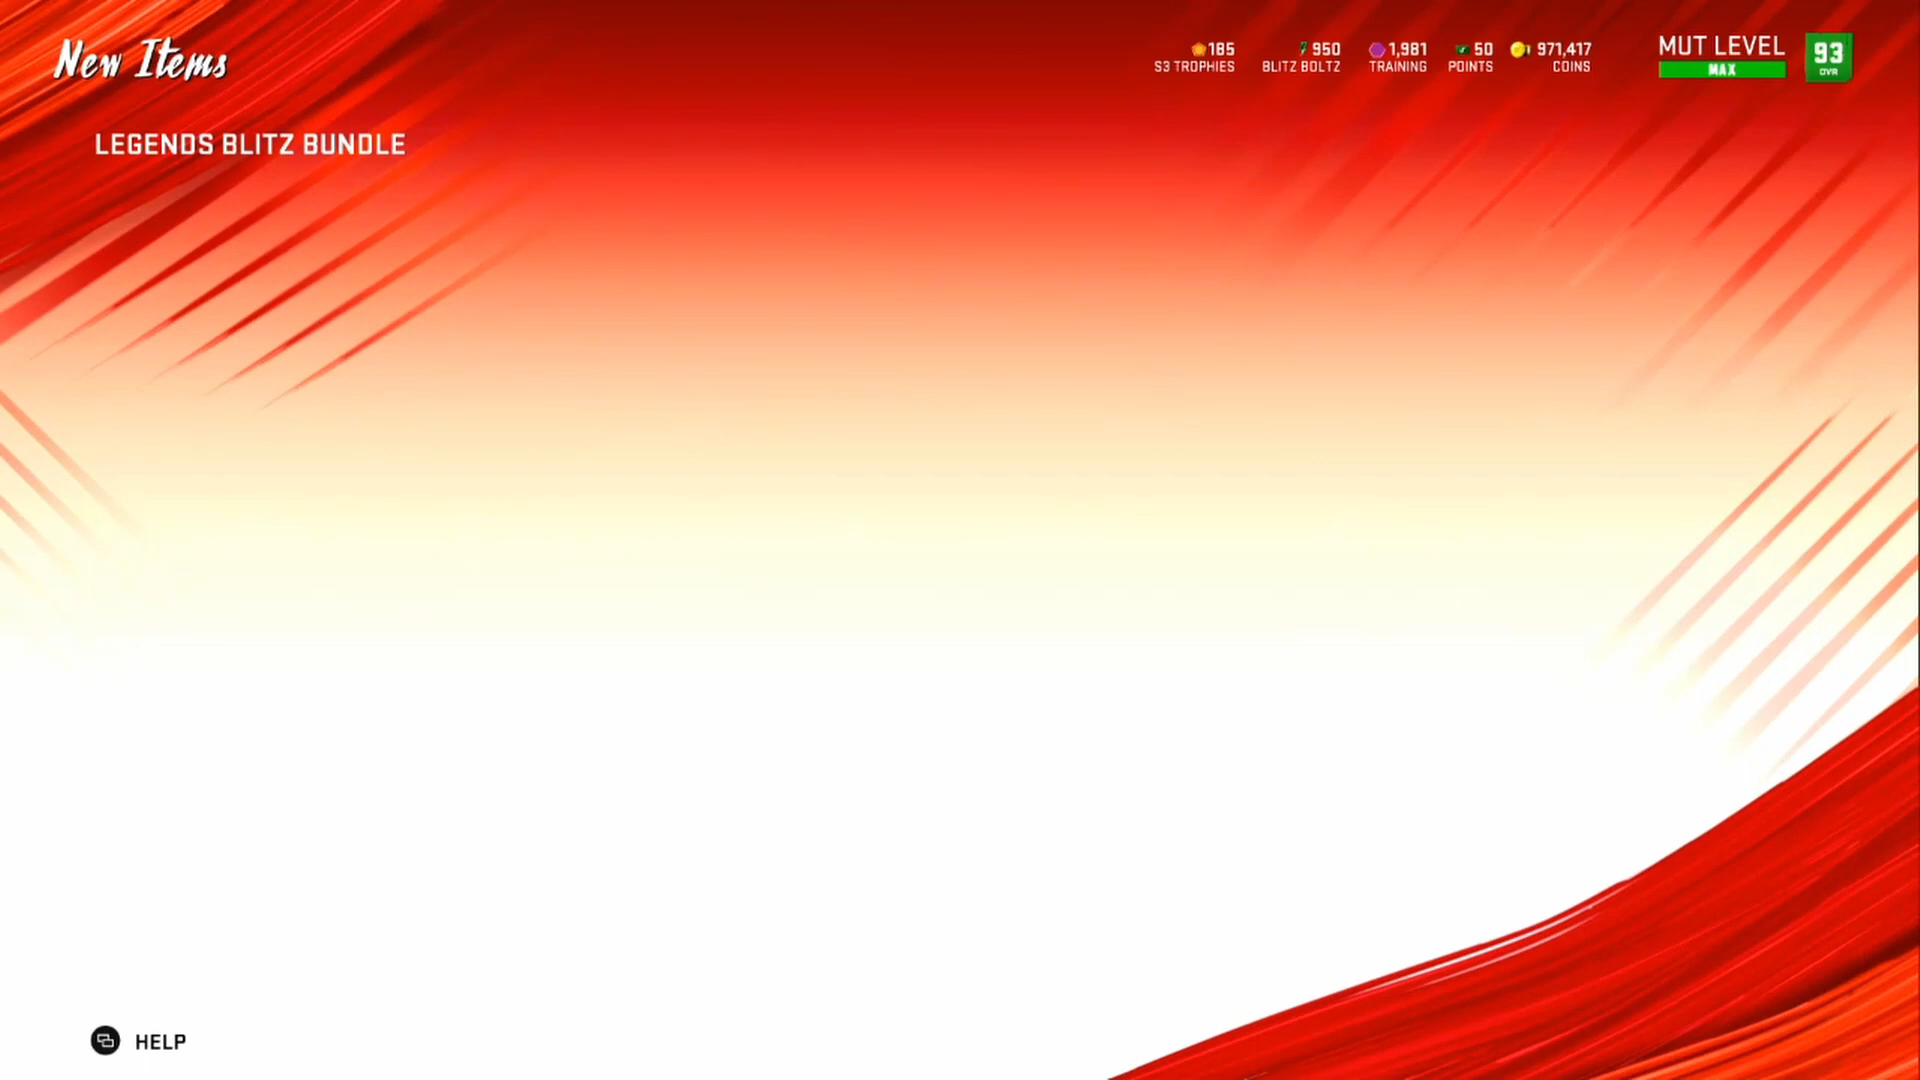 New Items
185
S3 TROPHIES
950
BLITZ BOLTZ
1,981
TRAINING
50
POINTS
971,417
COINS
MUT LEVEL
MAX
93
OVR
LEGENDS BLITZ BUNDLE
HELP